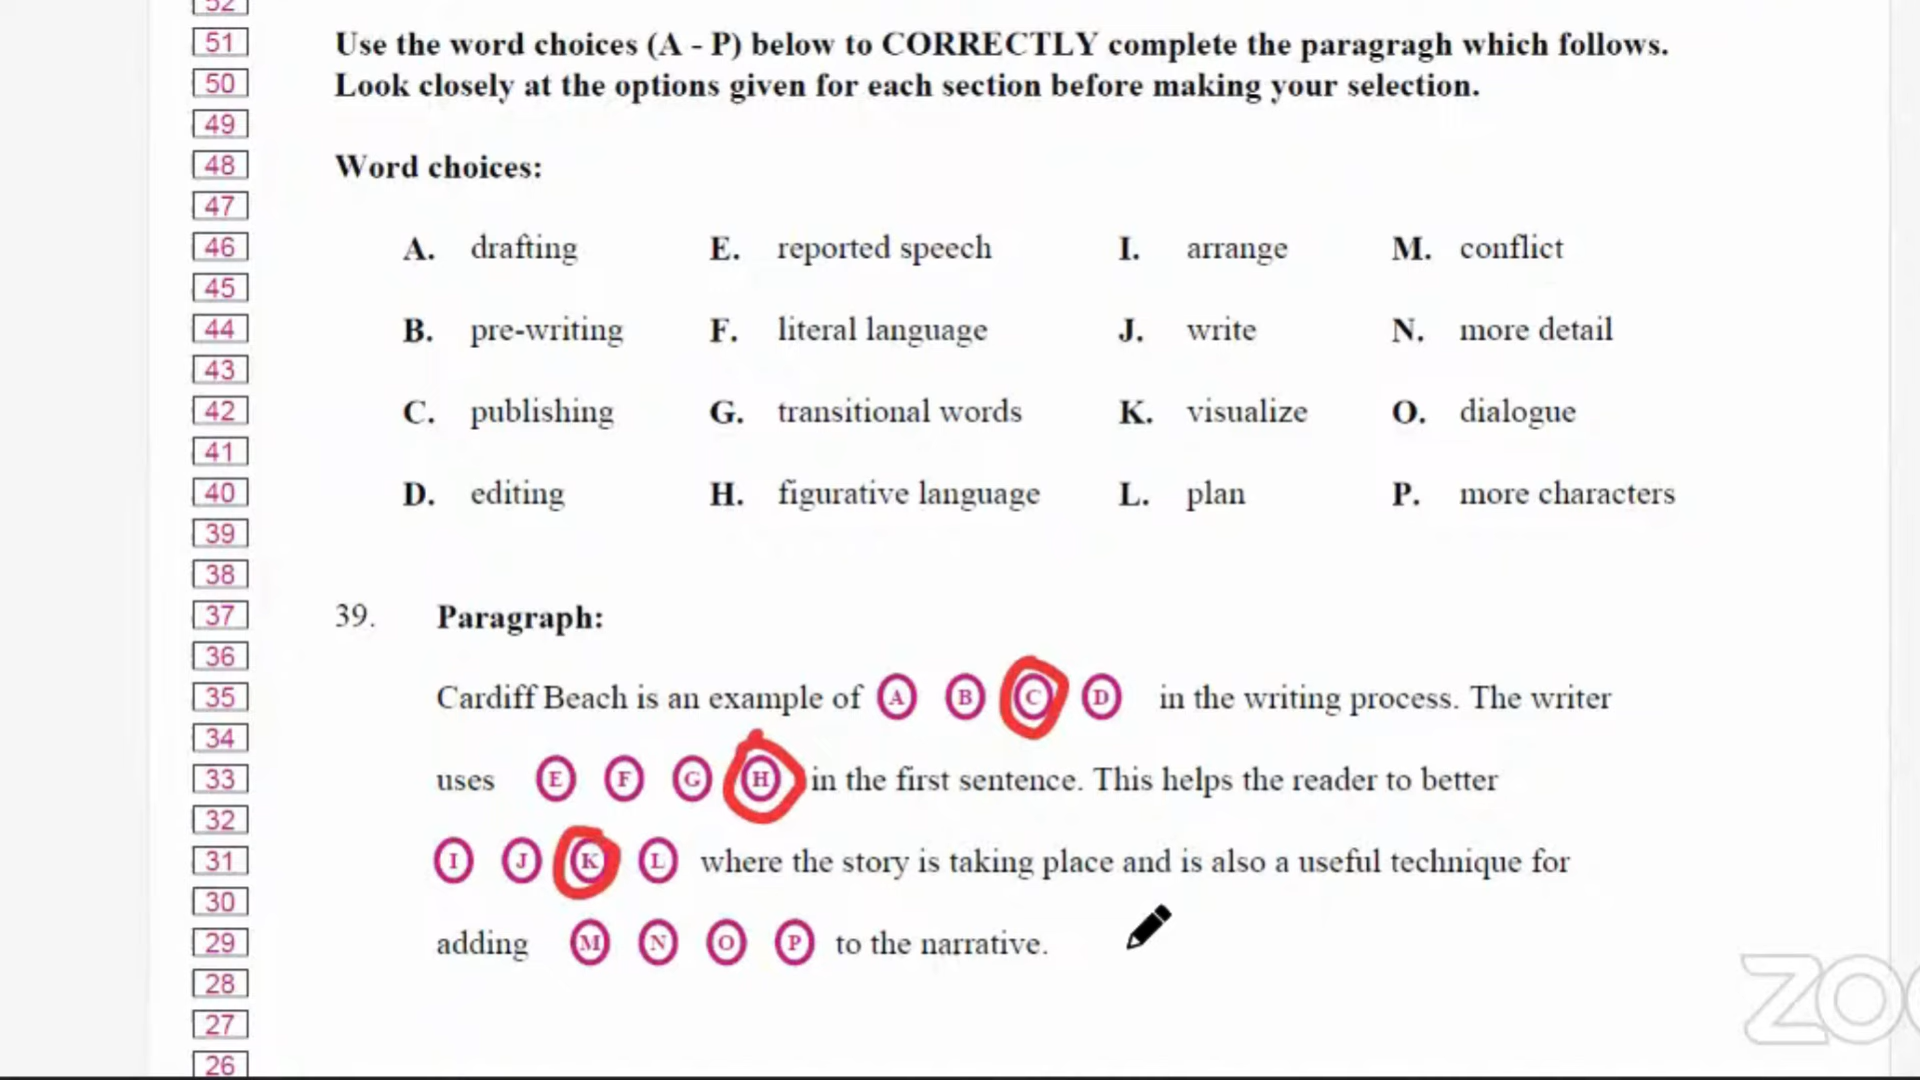 52
51 Use the word choices (A - P) below to CORRECTLY complete the paragragh which follows.
50 Look closely at the options given for each section before making your selection.
49
48 Word choices:
47
46 A. drafting E. reported speech I. arrange M. conflict
45
44 B. pre-writing F. literal language J. write N. more detail
43
42 C. publishing G. transitional words K. visualize O. dialogue
41
40 D. editing H. figurative language L. plan P. more characters
39
38
37 39. Paragraph:
36
35 Cardiff Beach is an example of A B C D in the writing process. The writer
34
33 uses E F G H in the first sentence. This helps the reader to better
32
31 I J K L where the story is taking place and is also a useful technique for
30
29 adding M N O P to the narrative.
28
27
26